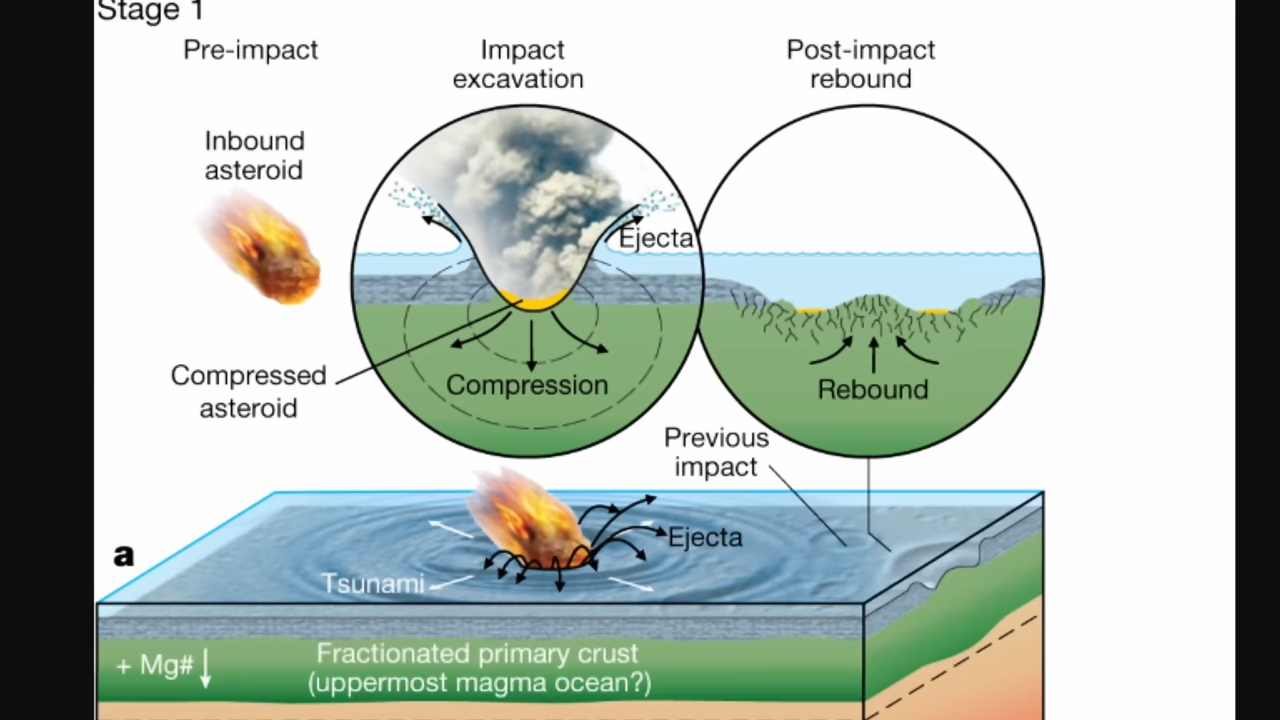 Stage 1
Pre-impact
Impact
excavation
Post-impact
rebound
Inbound
asteroid
Ejecta
Compressed
asteroid
Compression
Rebound
Previous
impact
a
Ejecta
Tsunami
+ Mg#
Fractionated primary crust
(uppermost magma ocean?)